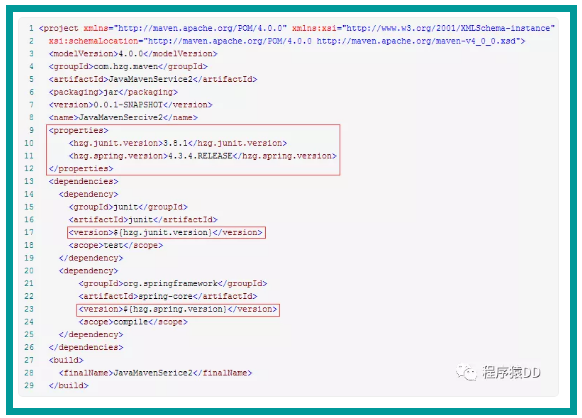 1 <project xmlns="http://maven.apache.org/POM/4.0.0" xmlns:xsi="http://www.w3.org/2001/XMLSchema-instance"
2 xsi:schemaLocation="http://maven.apache.org/POM/4.0.0 http://maven.apache.org/maven-v4_0_0.xsd">
3 <modelVersion>4.0.0</modelVersion>
4 <groupId>com.hzg.maven</groupId>
5 <artifactId>JavaMavenService2</artifactId>
6 <packaging>jar</packaging>
7 <version>0.0.1-SNAPSHOT</version>
8 <name>JavaMavenSercive2</name>
9 <properties>
10 <hzg.junit.version>3.8.1</hzg.junit.version>
11 <hzg.spring.version>4.3.4.RELEASE</hzg.spring.version>
12 </properties>
13 <dependencies>
14 <dependency>
15 <groupId>junit</groupId>
16 <artifactId>junit</artifactId>
17 <version>${hzg.junit.version}</version>
18 <scope>test</scope>
19 </dependency>
20 <dependency>
21 <groupId>org.springframework</groupId>
22 <artifactId>spring-core</artifactId>
23 <version>${hzg.spring.version}</version>
24 <scope>compile</scope>
25 </dependency>
26 </dependencies>
27 <build>
28 <finalName>JavaMavenSerice2</finalName>
29 </build>
程序猿DD